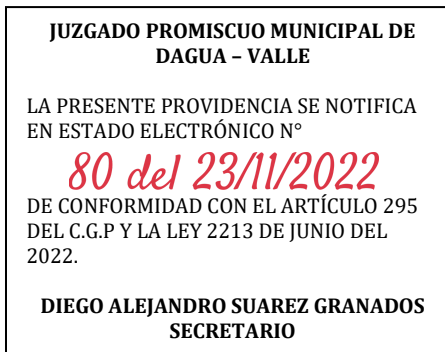 JUZGADO PROMISCUO MUNICIPAL DE
DAGUA – VALLE
LA PRESENTE PROVIDENCIA SE NOTIFICA
EN ESTADO ELECTRÓNICO N°
80 del 23/11/2022
DE CONFORMIDAD CON EL ARTÍCULO 295
DEL C.G.P Y LA LEY 2213 DE JUNIO DEL
2022.
DIEGO ALEJANDRO SUAREZ GRANADOS
SECRETARIO